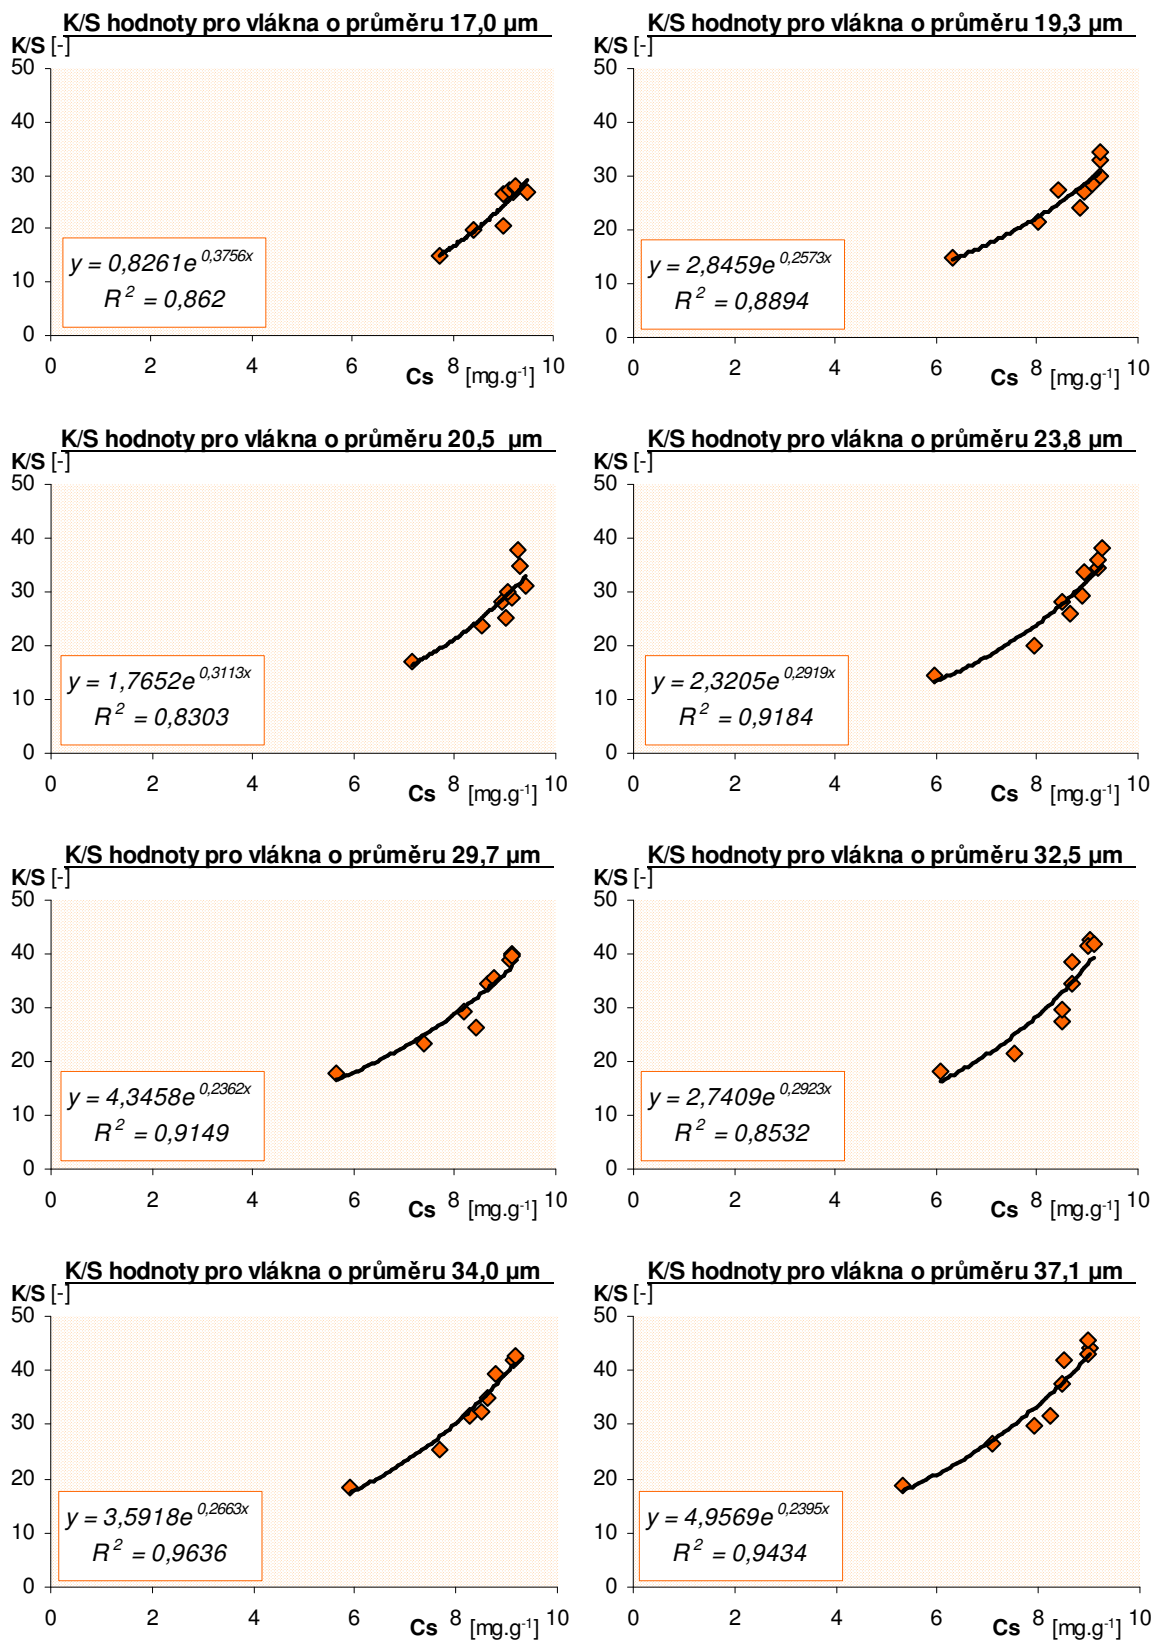 K/S hodnoty pro vlákna o průměru 17,0 µm
K/S [-]
50
40
30
20
10
0
y = 0,8261e^0,3756x
R² = 0,862
0 2 4 6 8 10
Cs [mg.g⁻¹]
K/S hodnoty pro vlákna o průměru 19,3 µm
K/S [-]
50
40
30
20
10
0
y = 2,8459e^0,2573x
R² = 0,8894
0 2 4 6 8 10
Cs [mg.g⁻¹]
K/S hodnoty pro vlákna o průměru 20,5 µm
K/S [-]
50
40
30
20
10
0
y = 1,7652e^0,3113x
R² = 0,8303
0 2 4 6 8 10
Cs [mg.g⁻¹]
K/S hodnoty pro vlákna o průměru 23,8 µm
K/S [-]
50
40
30
20
10
0
y = 2,3205e^0,2919x
R² = 0,9184
0 2 4 6 8 10
Cs [mg.g⁻¹]
K/S hodnoty pro vlákna o průměru 29,7 µm
K/S [-]
50
40
30
20
10
0
y = 4,3458e^0,2362x
R² = 0,9149
0 2 4 6 8 10
Cs [mg.g⁻¹]
K/S hodnoty pro vlákna o průměru 32,5 µm
K/S [-]
50
40
30
20
10
0
y = 2,7409e^0,2923x
R² = 0,8532
0 2 4 6 8 10
Cs [mg.g⁻¹]
K/S hodnoty pro vlákna o průměru 34,0 µm
K/S [-]
50
40
30
20
10
0
y = 3,5918e^0,2663x
R² = 0,9636
0 2 4 6 8 10
Cs [mg.g⁻¹]
K/S hodnoty pro vlákna o průměru 37,1 µm
K/S [-]
50
40
30
20
10
0
y = 4,9569e^0,2395x
R² = 0,9434
0 2 4 6 8 10
Cs [mg.g⁻¹]